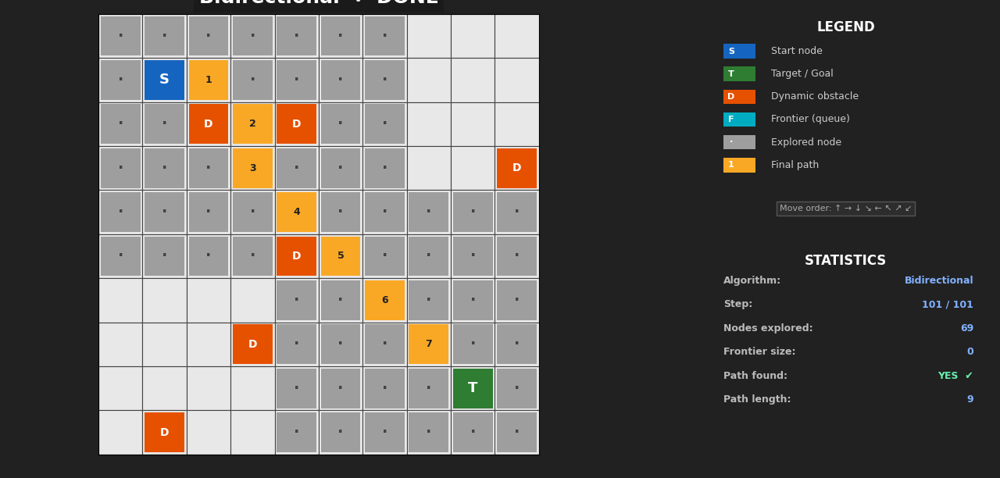 Bidirectional DONE
· · · · · · ·
· S 1 · · · ·
· · D 2 D · ·
· · · 3 · · · D
· · · · 4 · · · · ·
· · · · D 5 · · · ·
· · 6 · · ·
D · · · 7 · ·
· · · · T ·
D · · · · · ·
LEGEND
S Start node
T Target / Goal
D Dynamic obstacle
F Frontier (queue)
· Explored node
1 Final path
Move order: ↑ → ↓ ↘ ← ↖ ↗ ↙
STATISTICS
Algorithm: Bidirectional
Step: 101 / 101
Nodes explored: 69
Frontier size: 0
Path found: YES ✔
Path length: 9